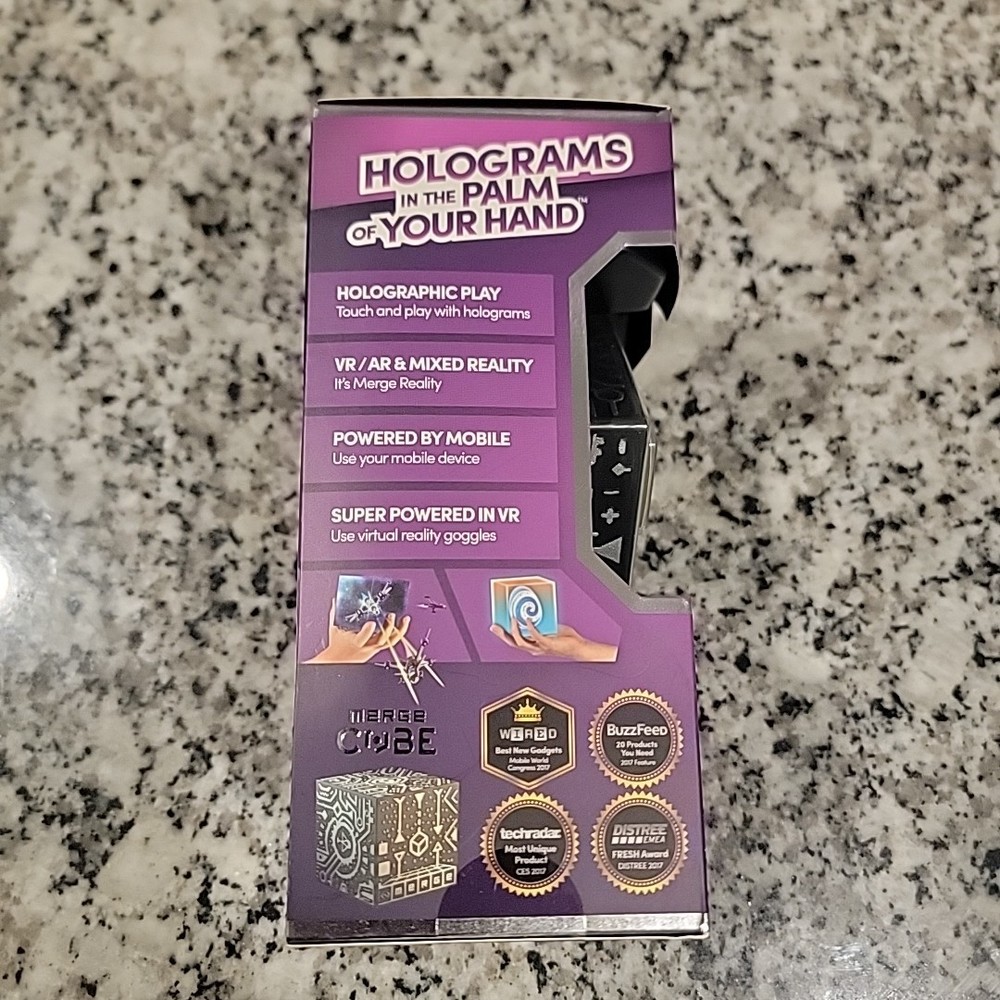 HOLOGRAMS
IN THE PALM
OF YOUR HAND™
HOLOGRAPHIC PLAY
Touch and play with holograms
VR/AR & MIXED REALITY
It's Merge Reality
POWERED BY MOBILE
Use your mobile device
SUPER POWERED IN VR
Use virtual reality goggles
MERGE
CUBE
WIRED
Best New Gadgets
Mobile World
Congress 2017
BuzzFeed
20 Products
You Need
2017 Feature
techradar
Most Unique
Product
CES 2017
DISTREE
EMEA
FRESH Award
DISTREE 2017